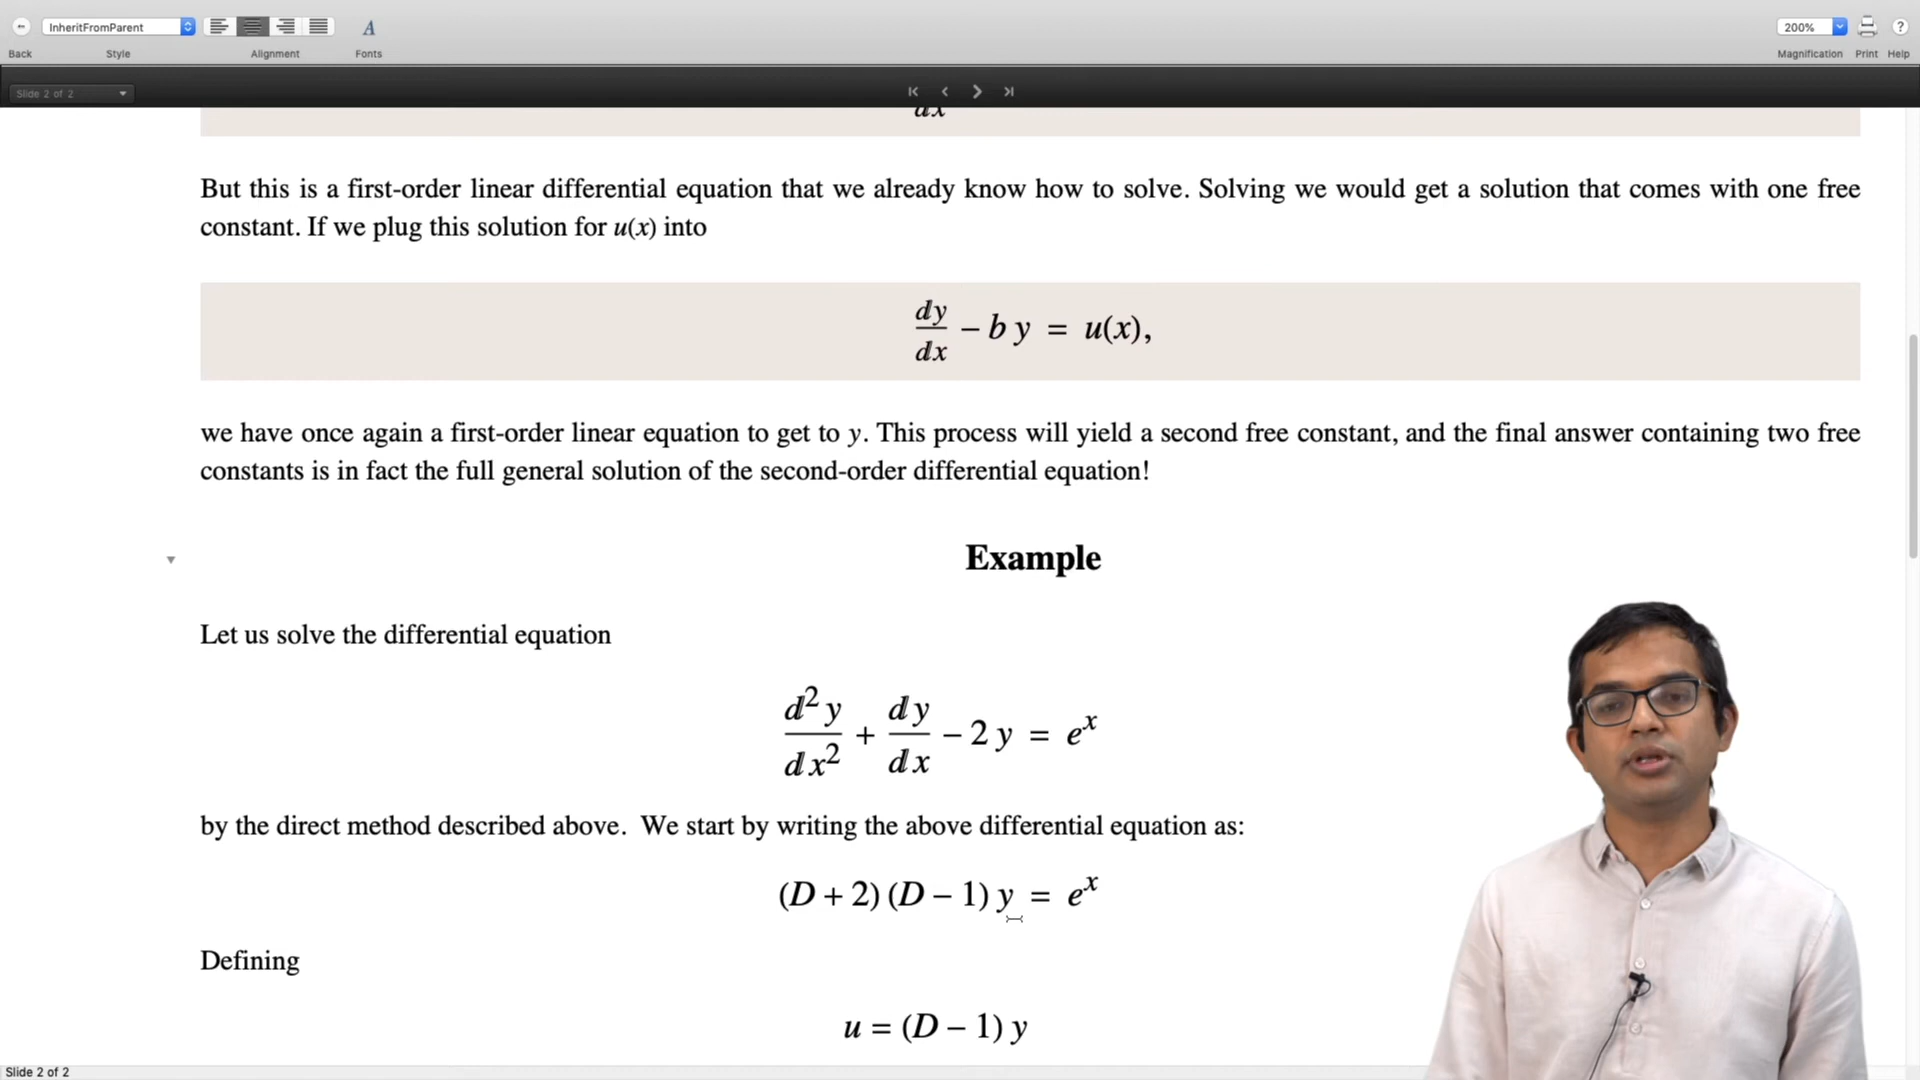 InheritFromParent
200%
Back
Style
Alignment
Fonts
Magnification
Print
Help
Slide 2 of 2
dx
But this is a first-order linear differential equation that we already know how to solve. Solving we would get a solution that comes with one free
constant. If we plug this solution for u(x) into
dy/dx − b y = u(x),
we have once again a first-order linear equation to get to y. This process will yield a second free constant, and the final answer containing two free
constants is in fact the full general solution of the second-order differential equation!
Example
Let us solve the differential equation
d² y/d x² + d y/d x − 2 y = eˣ
by the direct method described above. We start by writing the above differential equation as:
(D + 2) (D − 1) y = eˣ
Defining
u = (D − 1) y
Slide 2 of 2